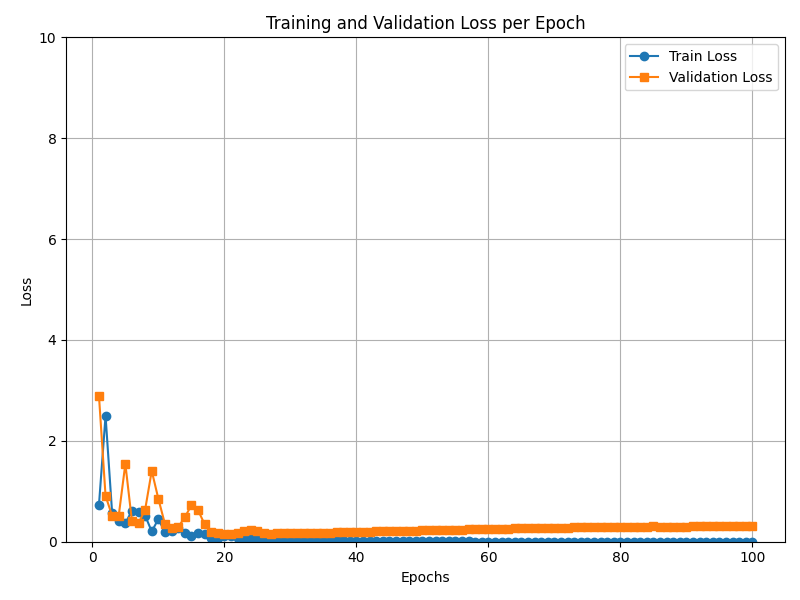 Training and Validation Loss per Epoch
10
8
6
4
2
0
Loss
Train Loss
Validation Loss
0 20 40 60 80 100
Epochs